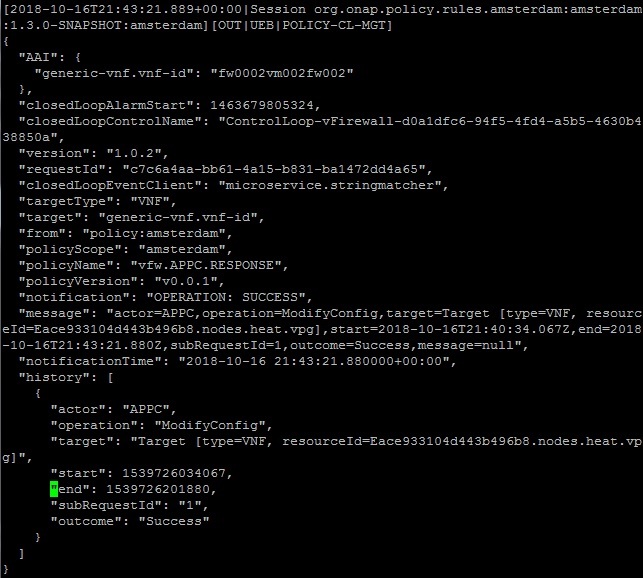 [2018-10-16T21:43:21.889+00:00|Session org.onap.policy.rules.amsterdam:amsterdam
:1.3.0-SNAPSHOT:amsterdam][OUT|UEB|POLICY-CL-MGT]
{
  "AAI": {
    "generic-vnf.vnf-id": "fw0002vm002fw002"
  },
  "closedLoopAlarmStart": 1463679805324,
  "closedLoopControlName": "ControlLoop-vFirewall-d0a1dfc6-94f5-4fd4-a5b5-4630b4
38850a",
  "version": "1.0.2",
  "requestId": "c7c6a4aa-bb61-4a15-b831-ba1472dd4a65",
  "closedLoopEventClient": "microservice.stringmatcher",
  "targetType": "VNF",
  "target": "generic-vnf.vnf-id",
  "from": "policy:amsterdam",
  "policyScope": "amsterdam",
  "policyName": "vfw.APPC.RESPONSE",
  "policyVersion": "v0.0.1",
  "notification": "OPERATION: SUCCESS",
  "message": "actor=APPC,operation=ModifyConfig,target=Target [type=VNF, resourc
eId=Eace933104d443b496b8.nodes.heat.vpg],start=2018-10-16T21:40:34.067Z,end=2018
-10-16T21:43:21.880Z,subRequestId=1,outcome=Success,message=null",
  "notificationTime": "2018-10-16 21:43:21.880000+00:00",
  "history": [
    {
      "actor": "APPC",
      "operation": "ModifyConfig",
      "target": "Target [type=VNF, resourceId=Eace933104d443b496b8.nodes.heat.vp
g]",
      "start": 1539726034067,
      "end": 1539726201880,
      "subRequestId": "1",
      "outcome": "Success"
    }
  ]
}